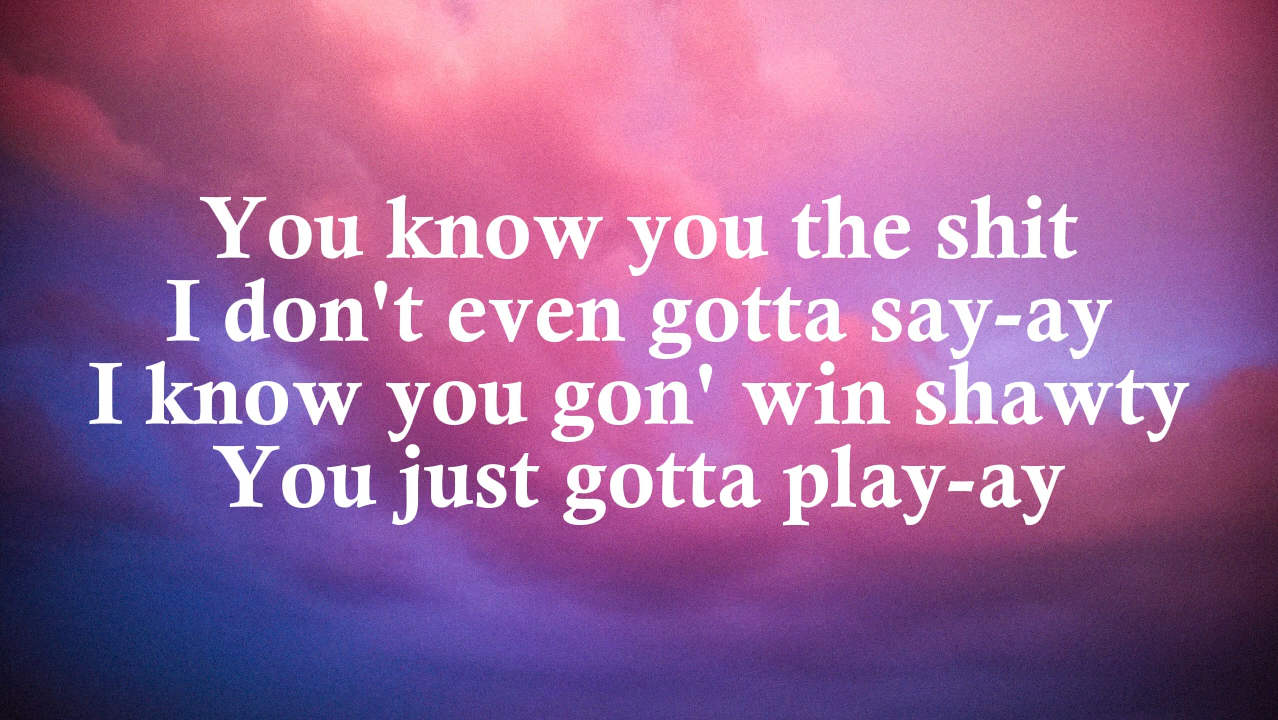 You know you the shit
I don't even gotta say-ay
I know you gon' win shawty
You just gotta play-ay